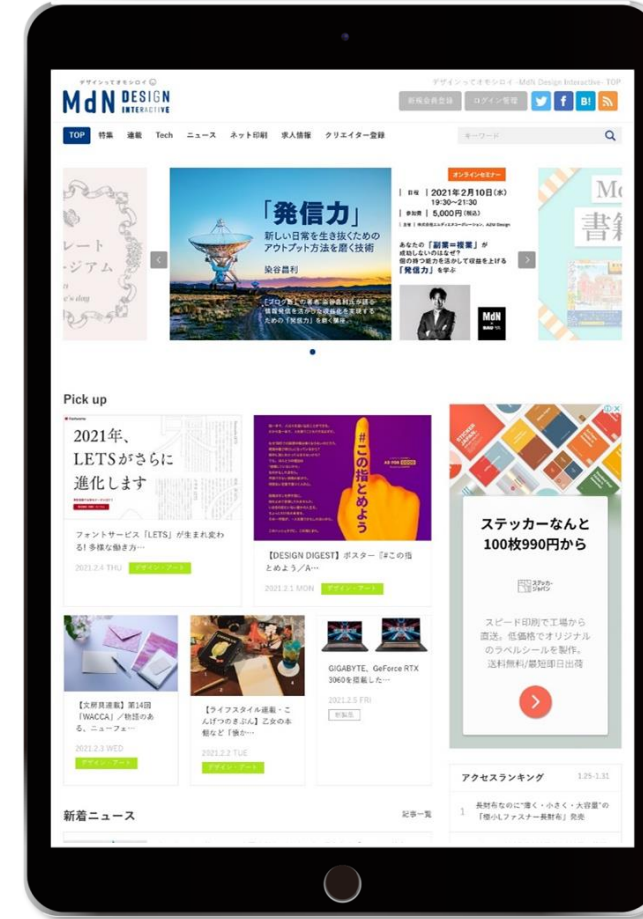 デザインってオモシロイ
MdN DESIGN
INTERACTIVE
デザインってオモシロイ -MdN Design Interactive- TOP
新規会員登録
ログイン管理
f
B!
TOP 特集 連載 Tech ニュース ネット印刷 求人情報 クリエイター登録
キーワード
「発信力」
新しい日常を生き抜くための
アウトプット方法を磨く技術
染谷昌利
オンラインセミナー
日程 2021年2月10日(水)
19:30〜21:30
参加費 5,000円(税込)
あなたの「副業=複業」が
成功しないのはなぜ?
個の持つ能力を活かして収益を上げる
「発信力」を学ぶ
MdN
Pick up
2021年、
LETSがさらに
進化します
フォントサービス「LETS」が生まれ変わ
る! 多様な働き方…
2021.2.4 THU デザイン・アート
#この指とめよう
【DESIGN DIGEST】ポスター『#この指
とめよう/A…
2021.2.1 MON デザイン・アート
【文房具連載】第14回
「WACCA」/物語のあ
る、ニューフェ…
2021.2.3 WED
デザイン・アート
【ライフスタイル連載・こ
んげつのきぶん】乙女の本
棚など「懐か…
2021.2.2 TUE
デザイン・アート
GIGABYTE、GeForce RTX
3060を搭載した…
2021.2.5 FRI
新製品
ステッカーなんと
100枚990円から
ステッカー
ジャパン
スピード印刷で工場から
直送。低価格でオリジナル
のラベルシールを製作。
送料無料/最短即日出荷
アクセスランキング 1.25-1.31
1 長財布なのに“薄く・小さく・大容量”の
「極小Lファスナー長財布」発売
新着ニュース
記事一覧